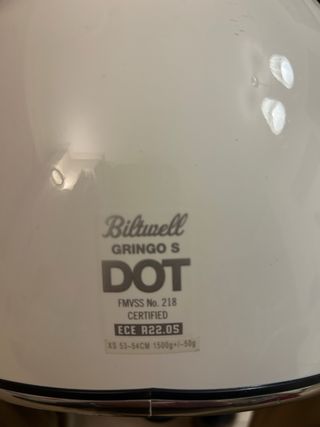 Biltwell
GRINGO S
DOT
FMVSS No. 218
CERTIFIED
ECE R22.05
XS 53-54CM 1500g+/-50g